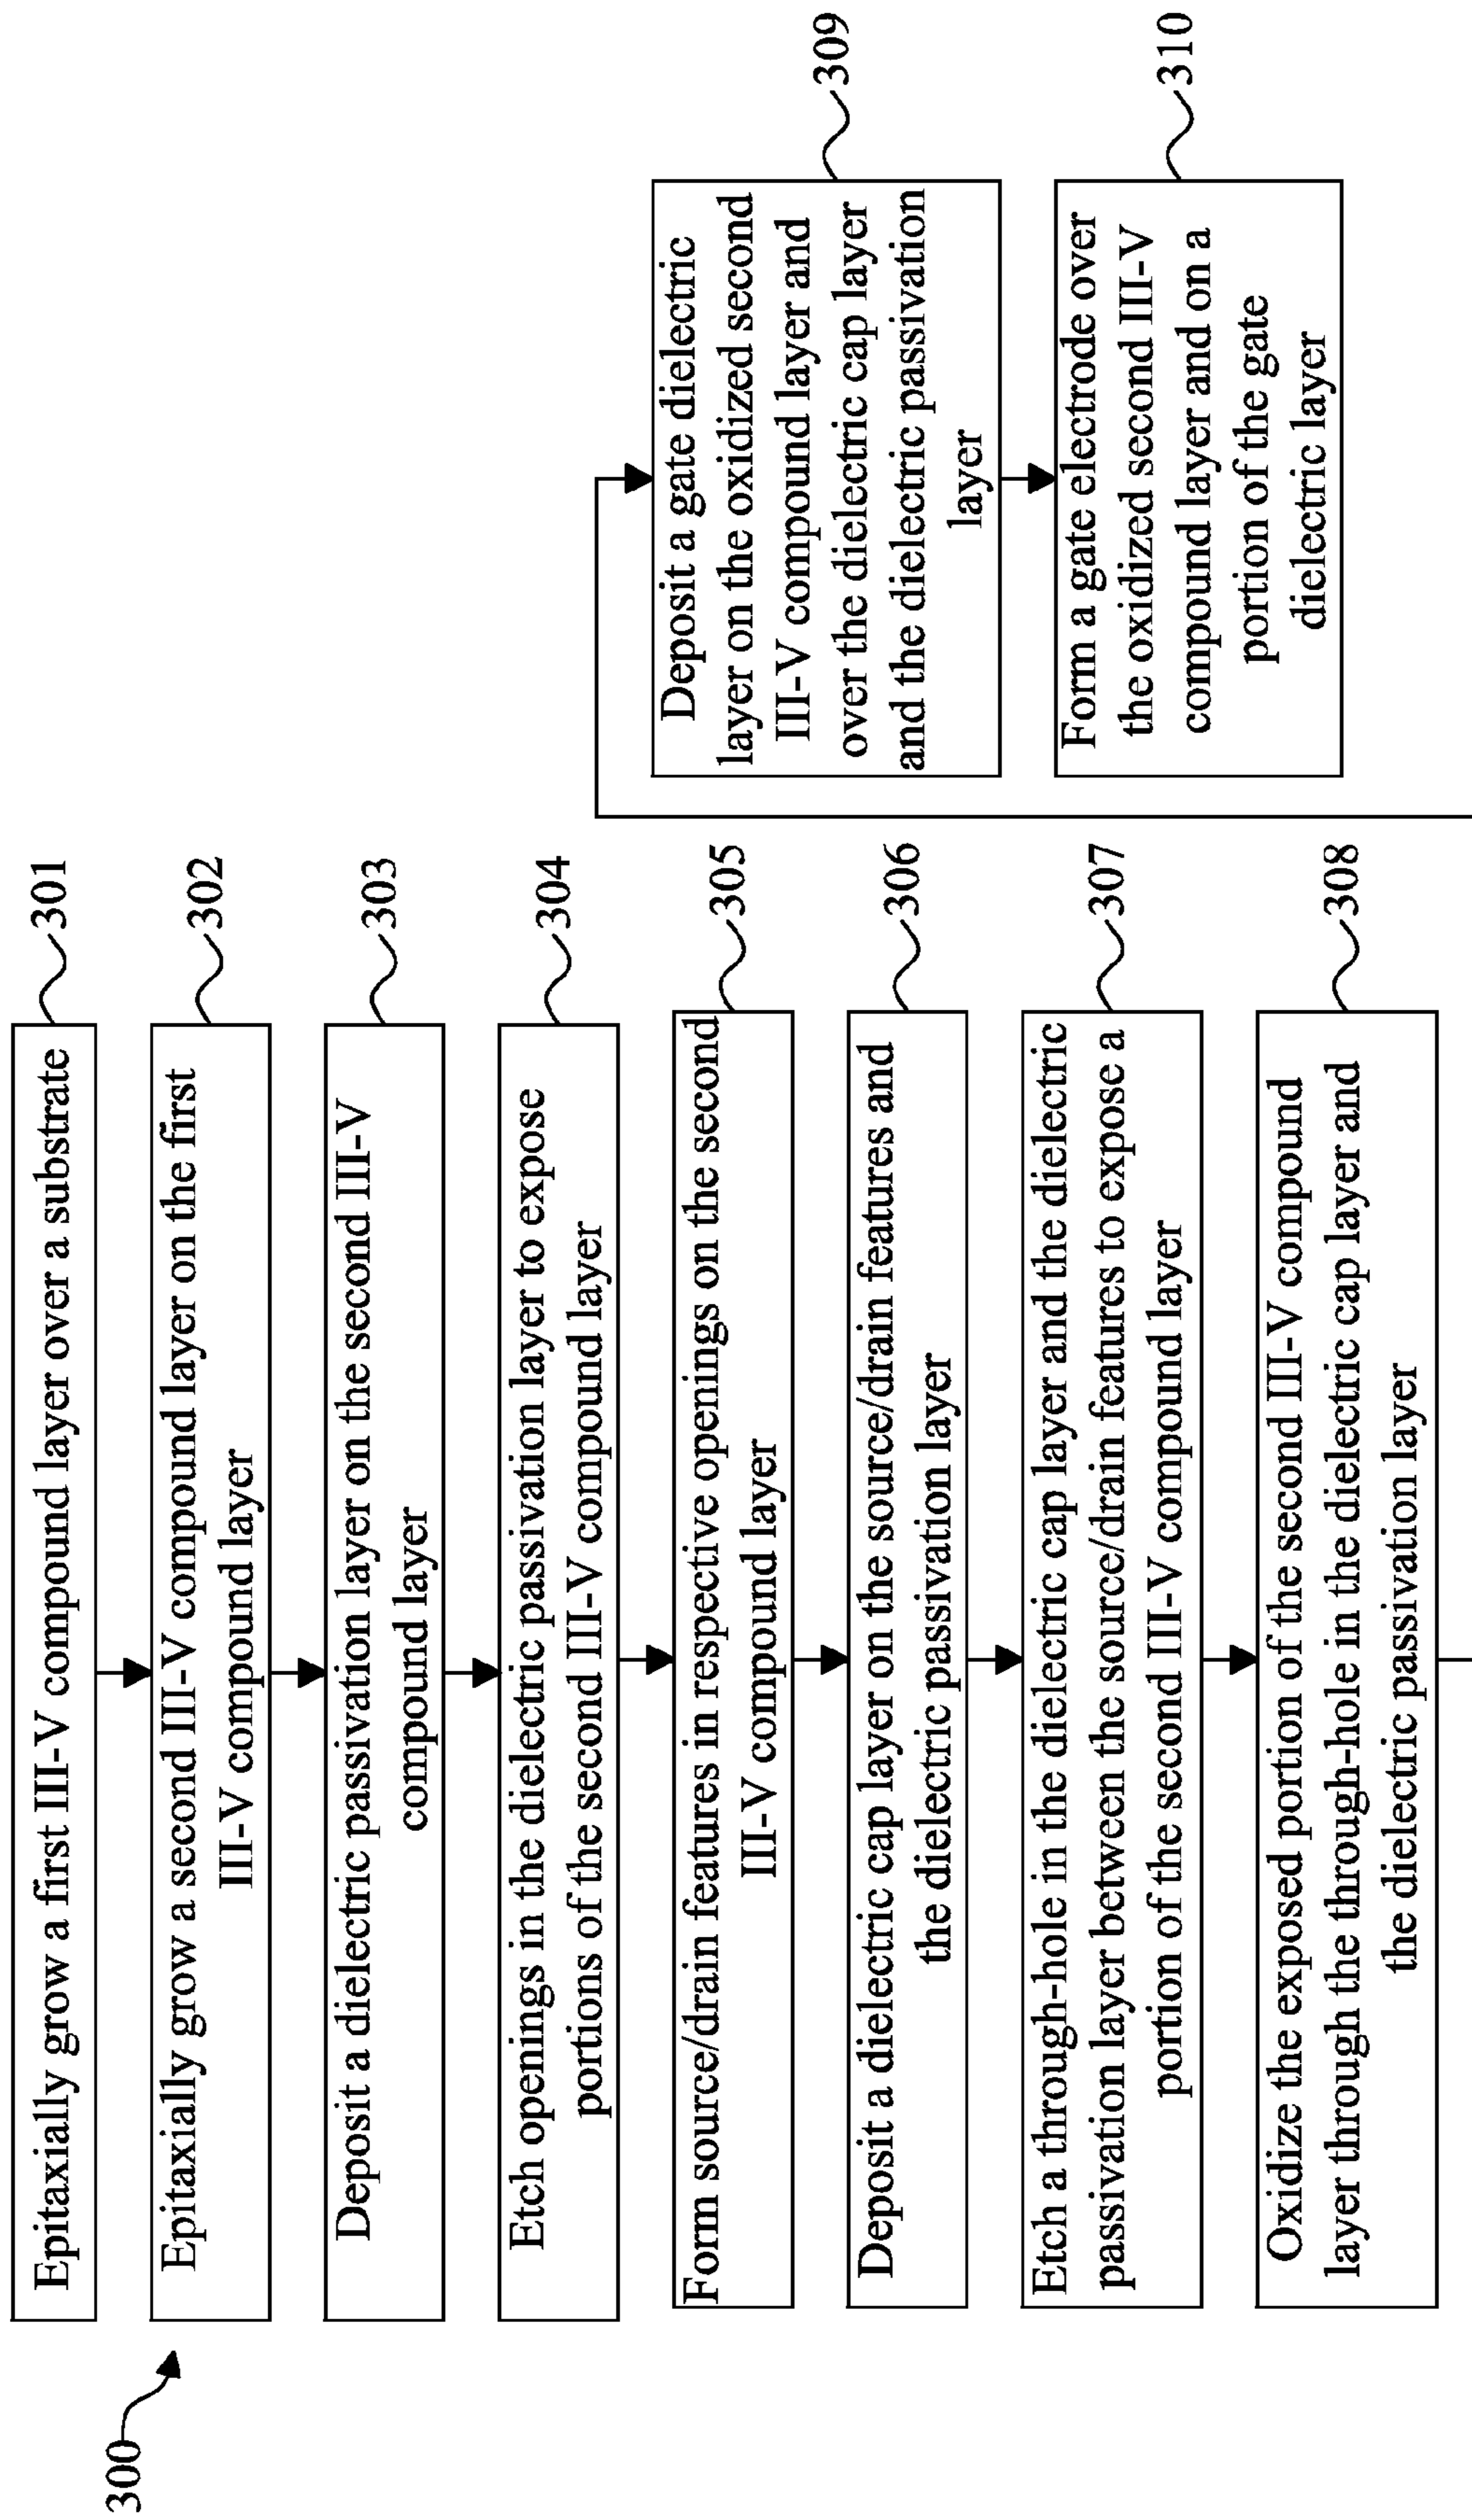 300
Epitaxially grow a first III-V compound layer over a substrate
301
Epitaxially grow a second III-V compound layer on the first
III-V compound layer
302
Deposit a dielectric passivation layer on the second III-V
compound layer
303
Etch openings in the dielectric passivation layer to expose
portions of the second III-V compound layer
304
Form source/drain features in respective openings on the second
III-V compound layer
305
Deposit a dielectric cap layer on the source/drain features and
the dielectric passivation layer
306
Etch a through-hole in the dielectric cap layer and the dielectric
passivation layer between the source/drain features to expose a
portion of the second III-V compound layer
307
Oxidize the exposed portion of the second III-V compound
layer through the through-hole in the dielectric cap layer and
the dielectric passivation layer
308
Deposit a gate dielectric
layer on the oxidized second
III-V compound layer and
over the dielectric cap layer
and the dielectric passivation
layer
309
Form a gate electrode over
the oxidized second III-V
compound layer and on a
portion of the gate
dielectric layer
310